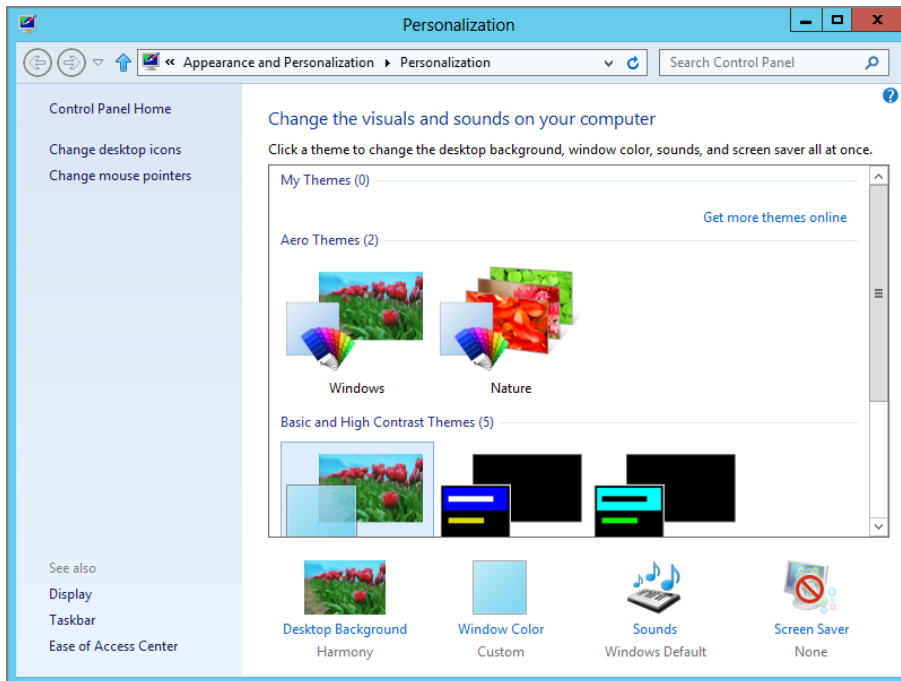 Personalization
« Appearance and Personalization Personalization
Search Control Panel
Control Panel Home
Change desktop icons
Change mouse pointers
Change the visuals and sounds on your computer
Click a theme to change the desktop background, window color, sounds, and screen saver all at once.
My Themes (0)
Get more themes online
Aero Themes (2)
Windows
Nature
Basic and High Contrast Themes (5)
See also
Display
Taskbar
Ease of Access Center
Desktop Background
Harmony
Window Color
Custom
Sounds
Windows Default
Screen Saver
None